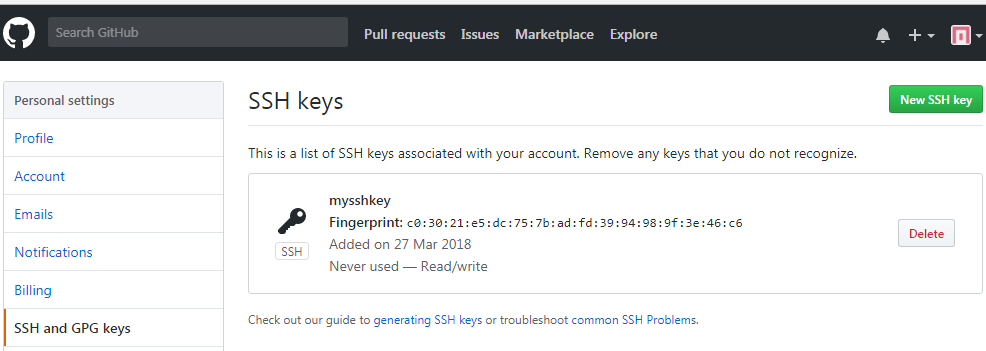 Search GitHub
Pull requests
Issues
Marketplace
Explore
Personal settings
Profile
Account
Emails
Notifications
Billing
SSH and GPG keys
SSH keys
New SSH key
This is a list of SSH keys associated with your account. Remove any keys that you do not recognize.
mysshkey
Fingerprint: c0:30:21:e5:dc:75:7b:ad:fd:39:94:98:9f:3e:46:c6
Added on 27 Mar 2018
Never used — Read/write
SSH
Delete
Check out our guide to generating SSH keys or troubleshoot common SSH Problems.